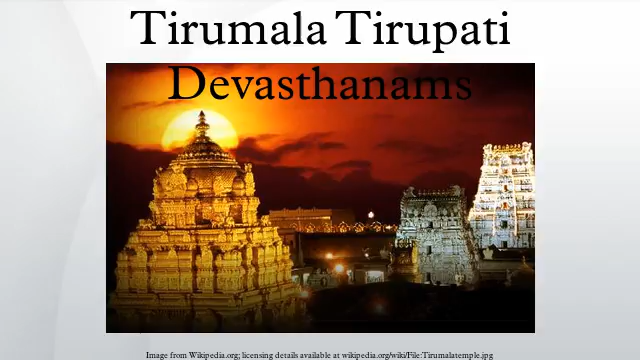 Tirumala Tirupati
Devasthanams
Image from Wikipedia.org; licensing details available at wikipedia.org/wiki/File:Tirumalatemple.jpg